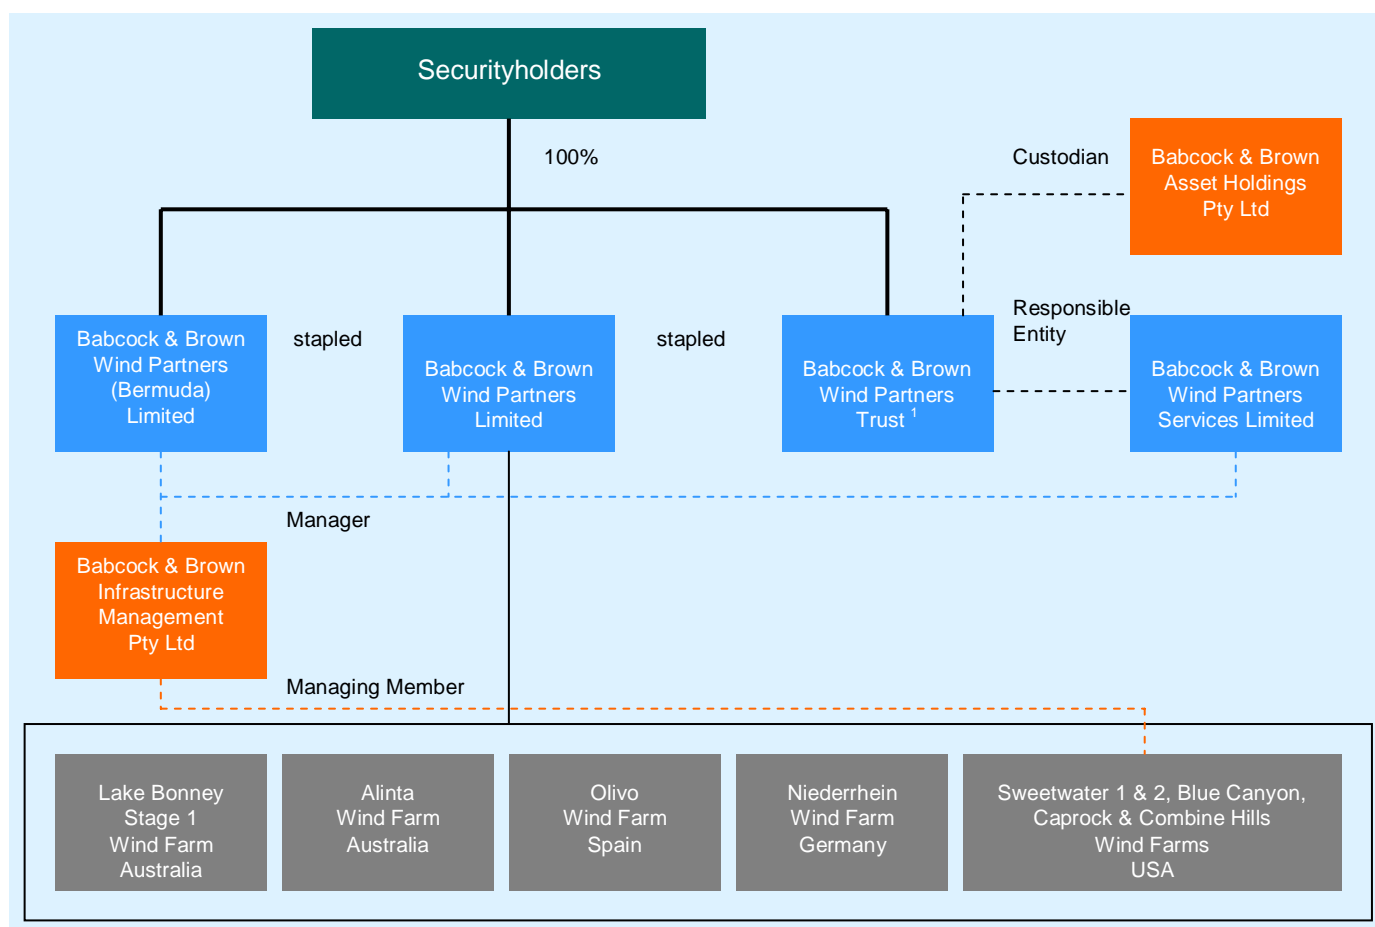 Securityholders
100%
Custodian
Babcock & Brown
Asset Holdings
Pty Ltd
Babcock & Brown
Wind Partners
(Bermuda)
Limited
stapled
Babcock & Brown
Wind Partners
Limited
stapled
Babcock & Brown
Wind Partners
Trust 1
Responsible
Entity
Babcock & Brown
Wind Partners
Services Limited
Manager
Babcock & Brown
Infrastructure
Management
Pty Ltd
Managing Member
Lake Bonney
Stage 1
Wind Farm
Australia
Alinta
Wind Farm
Australia
Olivo
Wind Farm
Spain
Niederrhein
Wind Farm
Germany
Sweetwater 1 & 2, Blue Canyon,
Caprock & Combine Hills
Wind Farms
USA